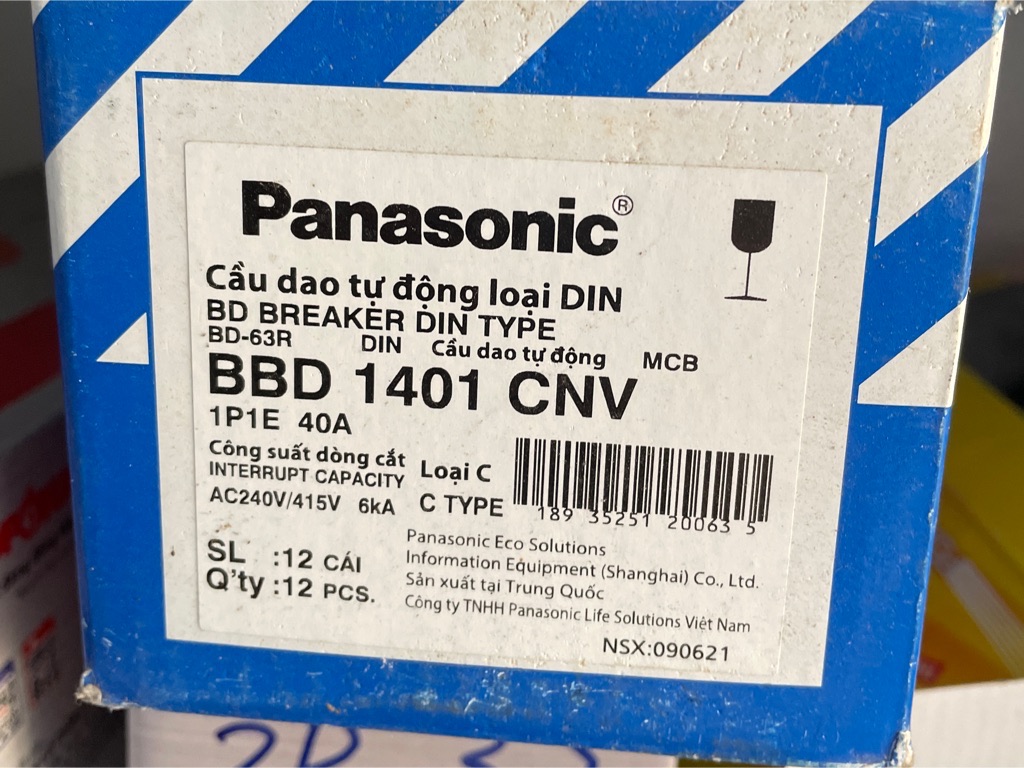 Panasonic®
Cầu dao tự động loại DIN
BD BREAKER DIN TYPE
BD-63R DIN Cầu dao tự động MCB
BBD 1401 CNV
1P1E 40A
Công suất dòng cắt
INTERRUPT CAPACITY
AC240V/415V 6kA
Loại C
C TYPE
189 35251 20063 5
SL :12 CÁI
Q'ty :12 PCS.
Panasonic Eco Solutions
Information Equipment (Shanghai) Co., Ltd.
Sản xuất tại Trung Quốc
Công ty TNHH Panasonic Life Solutions Việt Nam
NSX:090621